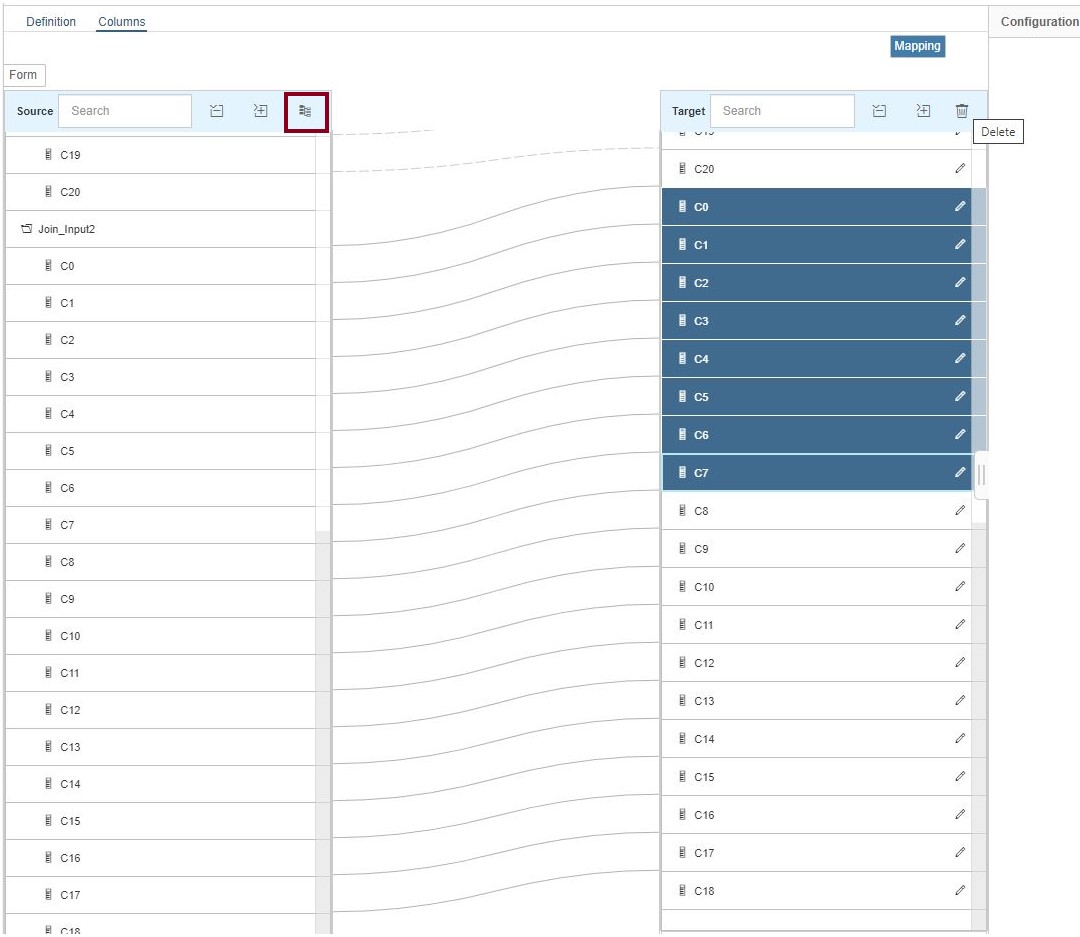 Definition Columns
Configuration
Mapping
Form
Source Search
Target Search
Delete
C19
C20
Join_Input2
C0
C1
C2
C3
C4
C5
C6
C7
C8
C9
C10
C11
C12
C13
C14
C15
C16
C17
C18
C19
C20
C0
C1
C2
C3
C4
C5
C6
C7
C8
C9
C10
C11
C12
C13
C14
C15
C16
C17
C18